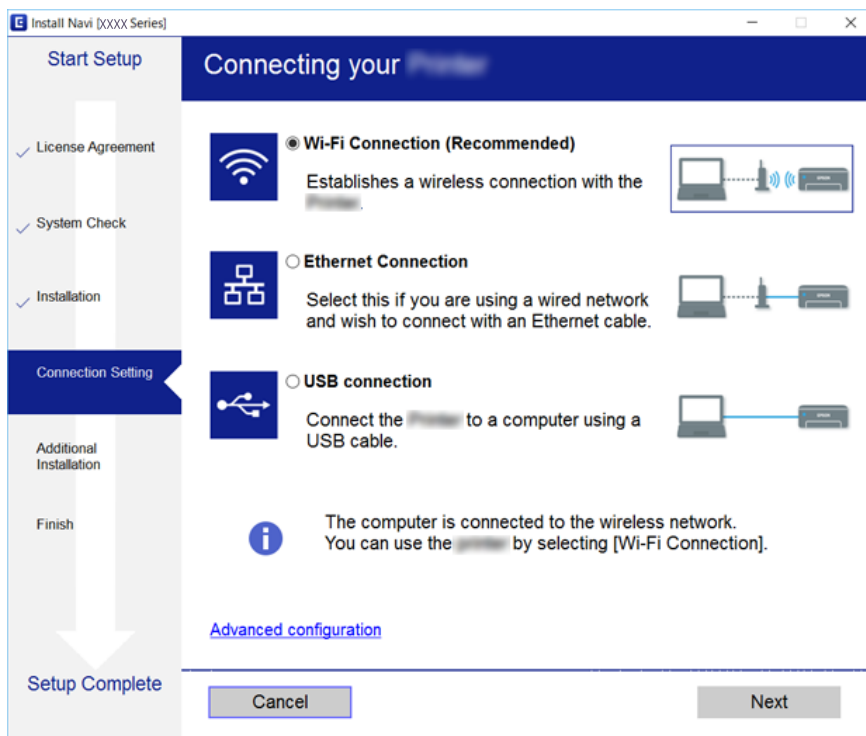 E Install Navi [XXXX Series]
Start Setup
License Agreement
System Check
Installation
Connection Setting
Additional
Installation
Finish
Setup Complete
Connecting your
Wi-Fi Connection (Recommended)
Establishes a wireless connection with the
.
Ethernet Connection
Select this if you are using a wired network
and wish to connect with an Ethernet cable.
USB connection
Connect the to a computer using a
USB cable.
The computer is connected to the wireless network.
You can use the by selecting [Wi-Fi Connection].
Advanced configuration
Cancel
Next